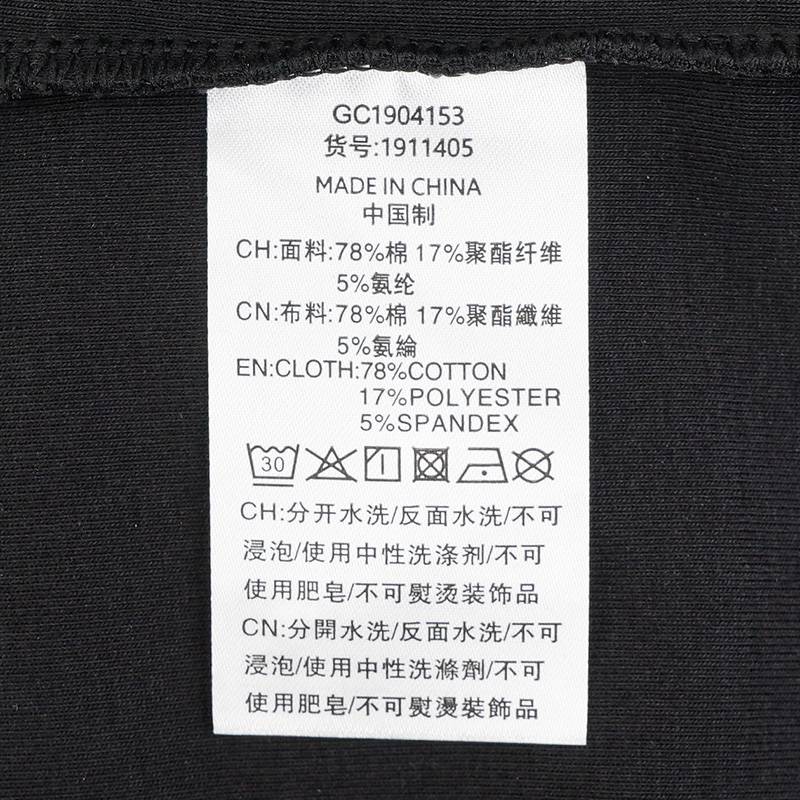 GC1904153
货号:1911405
MADE IN CHINA
中国制
CH:面料:78%棉 17%聚酯纤维
5%氨纶
CN:布料:78%棉 17%聚酯纖維
5%氨綸
EN:CLOTH:78%COTTON
17%POLYESTER
5%SPANDEX
30
CH:分开水洗/反面水洗/不可
浸泡/使用中性洗涤剂/不可
使用肥皂/不可熨烫装饰品
CN:分開水洗/反面水洗/不可
浸泡/使用中性洗滌劑/不可
使用肥皂/不可熨燙裝飾品